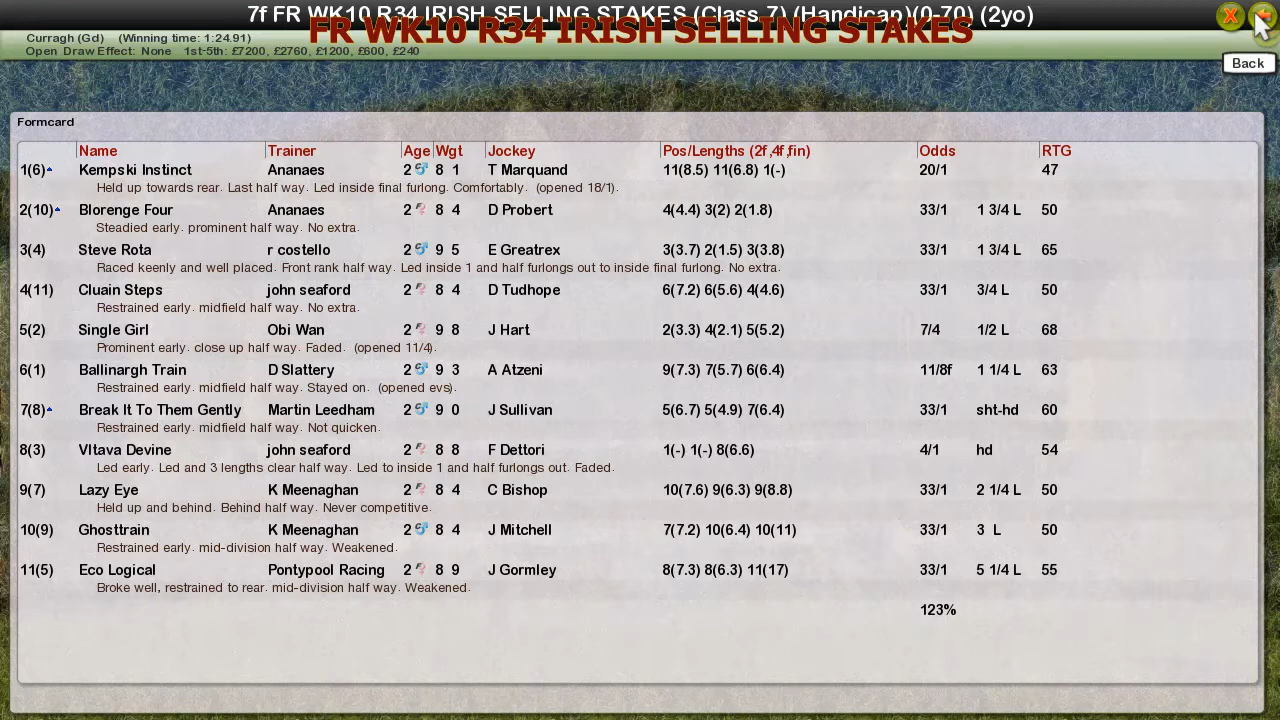 7f FR WK10 R34 IRISH SELLING STAKES (Class 7) (Handicap)(0-70) (2yo)
FR WK10 R34 IRISH SELLING STAKES
Curragh (Gd) (Winning time: 1:24.91)
Open Draw Effect: None 1st-5th: £7200, £2760, £1200, £600, £240
X
Back
Formcard
Name Trainer Age Wgt Jockey Pos/Lengths (2f,4f,fin) Odds RTG
1(6) Kempski Instinct Ananaes 2 8 1 T Marquand 11(8.5) 11(6.8) 1(-) 20/1 47
Held up towards rear. Last half way. Led inside final furlong. Comfortably. (opened 18/1).
2(10) Blorenge Four Ananaes 2 8 4 D Probert 4(4.4) 3(2) 2(1.8) 33/1 1 3/4 L 50
Steadied early. prominent half way. No extra.
3(4) Steve Rota r costello 2 9 5 E Greatrex 3(3.7) 2(1.5) 3(3.8) 33/1 1 3/4 L 65
Raced keenly and well placed. Front rank half way. Led inside 1 and half furlongs out to inside final furlong. No extra.
4(11) Cluain Steps john seaford 2 8 4 D Tudhope 6(7.2) 6(5.6) 4(4.6) 33/1 3/4 L 50
Restrained early. midfield half way. No extra.
5(2) Single Girl Obi Wan 2 9 8 J Hart 2(3.3) 4(2.1) 5(5.2) 7/4 1/2 L 68
Prominent early. close up half way. Faded. (opened 11/4).
6(1) Ballinargh Train D Slattery 2 9 3 A Atzeni 9(7.3) 7(5.7) 6(6.4) 11/8f 1 1/4 L 63
Restrained early. midfield half way. Stayed on. (opened evs).
7(8) Break It To Them Gently Martin Leedham 2 9 0 J Sullivan 5(6.7) 5(4.9) 7(6.4) 33/1 sht-hd 60
Restrained early. midfield half way. Not quicken.
8(3) Vltava Devine john seaford 2 8 8 F Dettori 1(-) 1(-) 8(6.6) 4/1 hd 54
Led early. Led and 3 lengths clear half way. Led to inside 1 and half furlongs out. Faded.
9(7) Lazy Eye K Meenaghan 2 8 4 C Bishop 10(7.6) 9(6.3) 9(8.8) 33/1 2 1/4 L 50
Held up and behind. Behind half way. Never competitive.
10(9) Ghosttrain K Meenaghan 2 8 4 J Mitchell 7(7.2) 10(6.4) 10(11) 33/1 3 L 50
Restrained early. mid-division half way. Weakened.
11(5) Eco Logical Pontypool Racing 2 8 9 J Gormley 8(7.3) 8(6.3) 11(17) 33/1 5 1/4 L 55
Broke well, restrained to rear. mid-division half way. Weakened.
123%